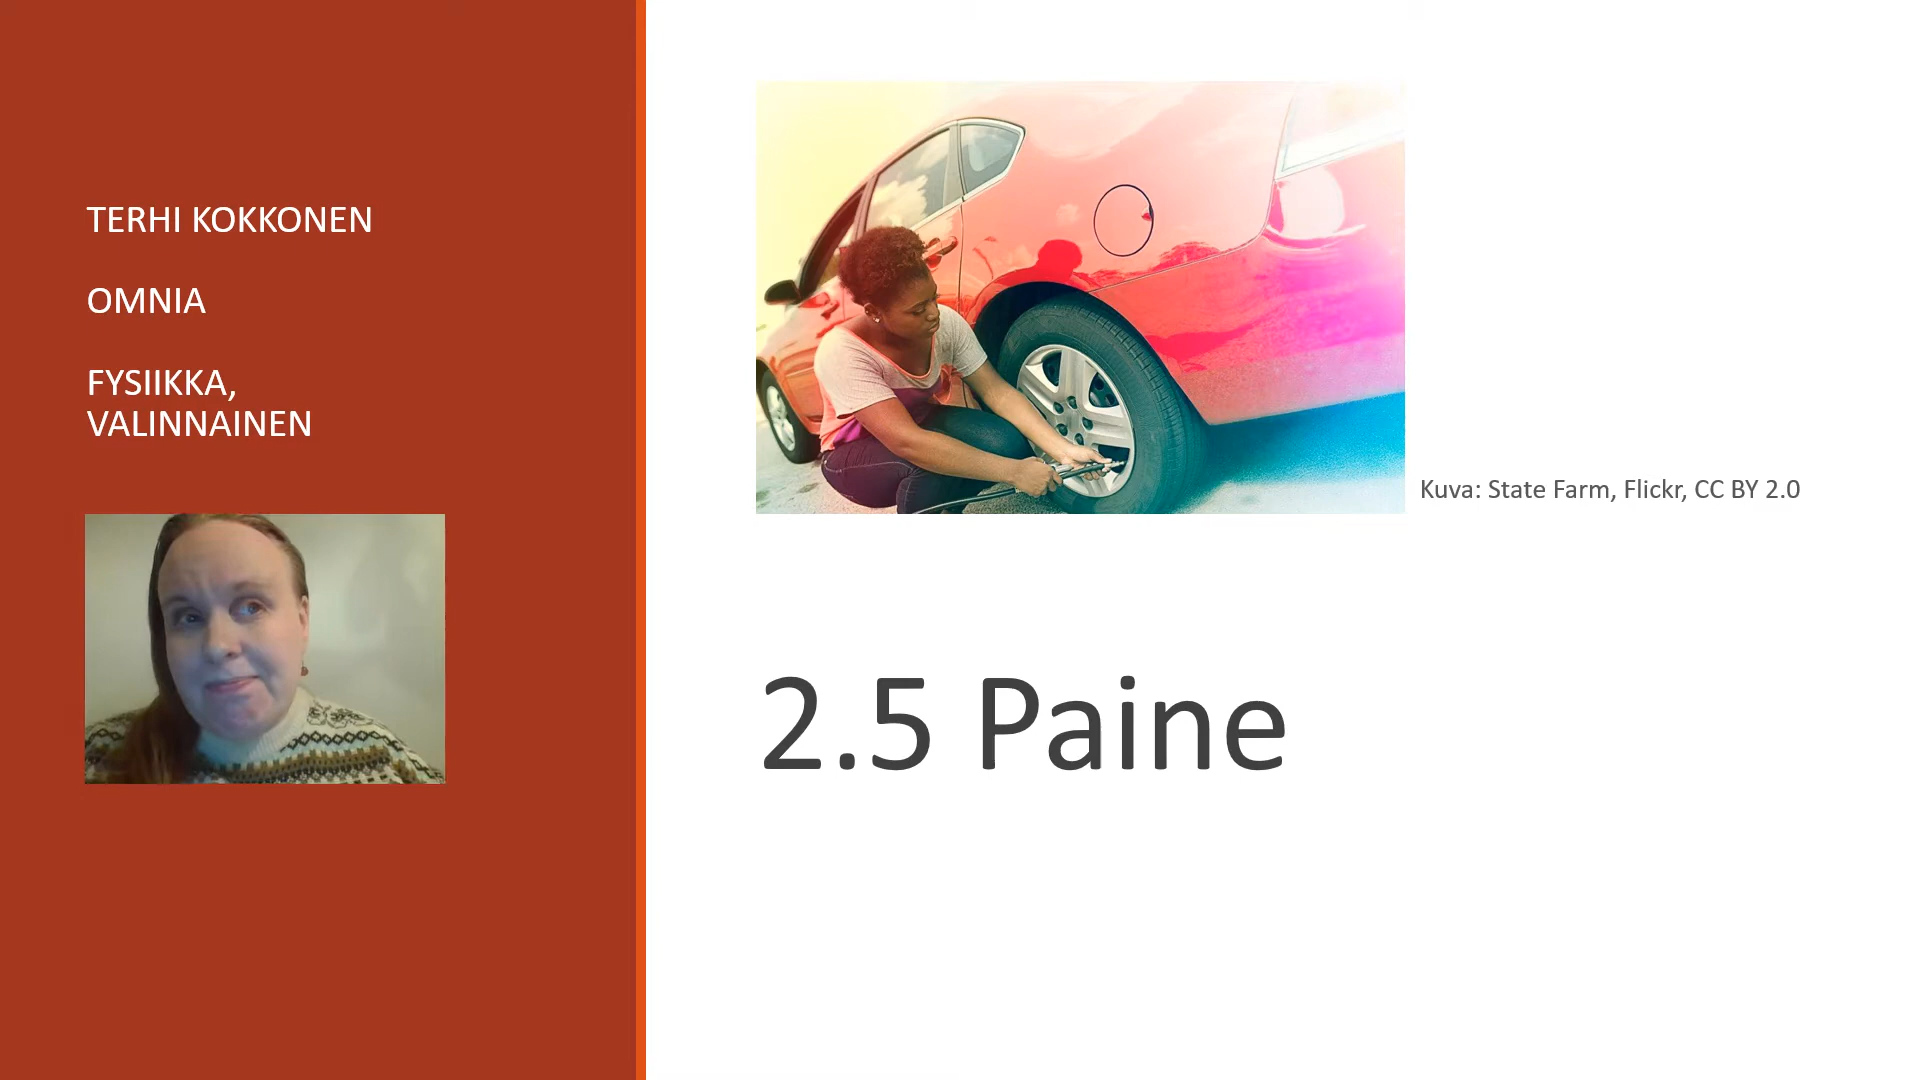 TERHI KOKKONEN
OMNIA
FYSIIKKA,
VALINNAINEN
Kuva: State Farm, Flickr, CC BY 2.0
2.5 Paine